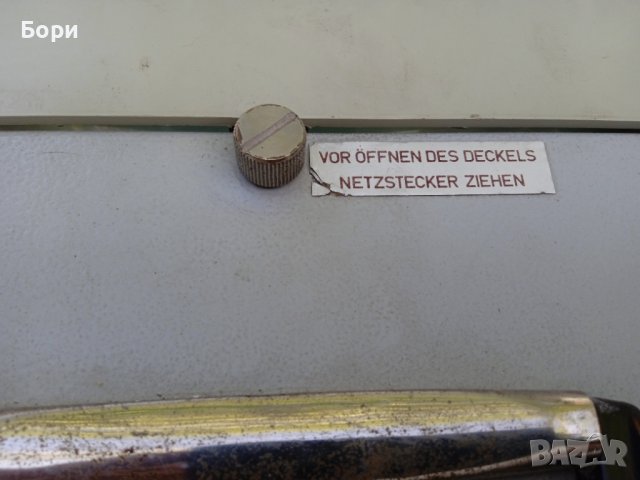 Бори
VOR ÖFFNEN DES DECKELS
NETZSTECKER ZIEHEN
BAZAR